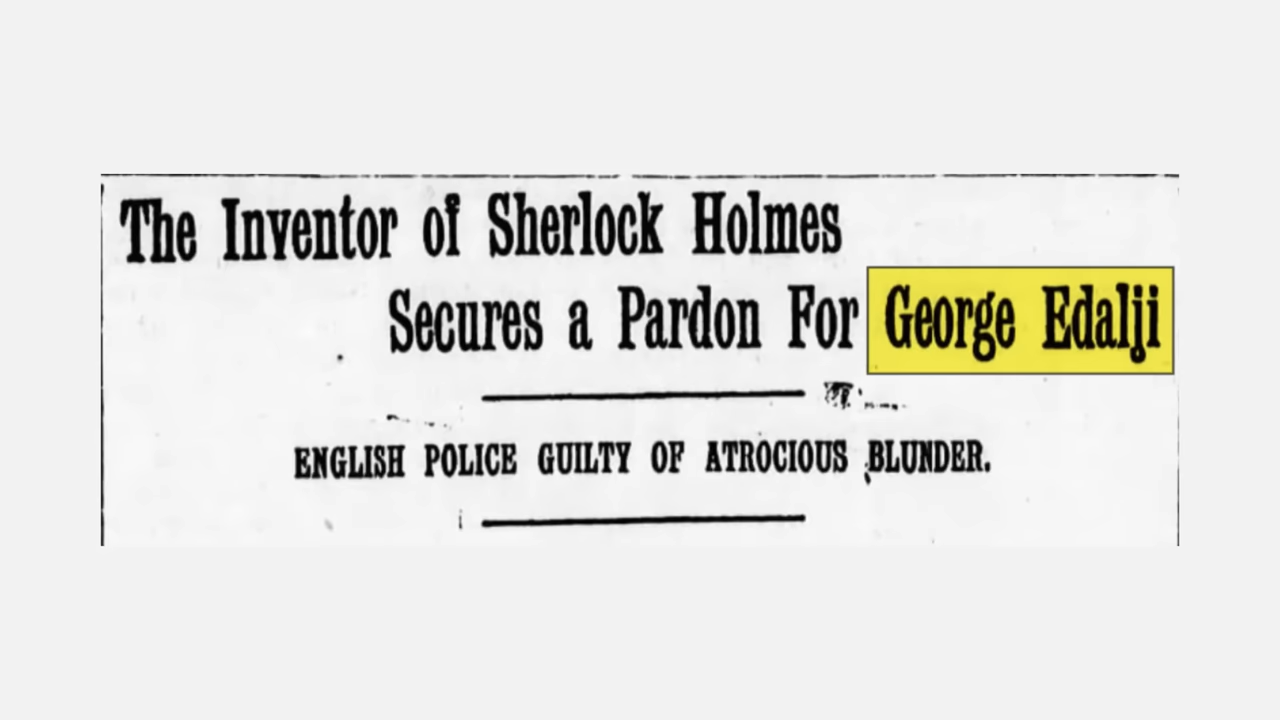 The Inventor of Sherlock Holmes
Secures a Pardon For George Edalji
ENGLISH POLICE GUILTY OF ATROCIOUS BLUNDER.